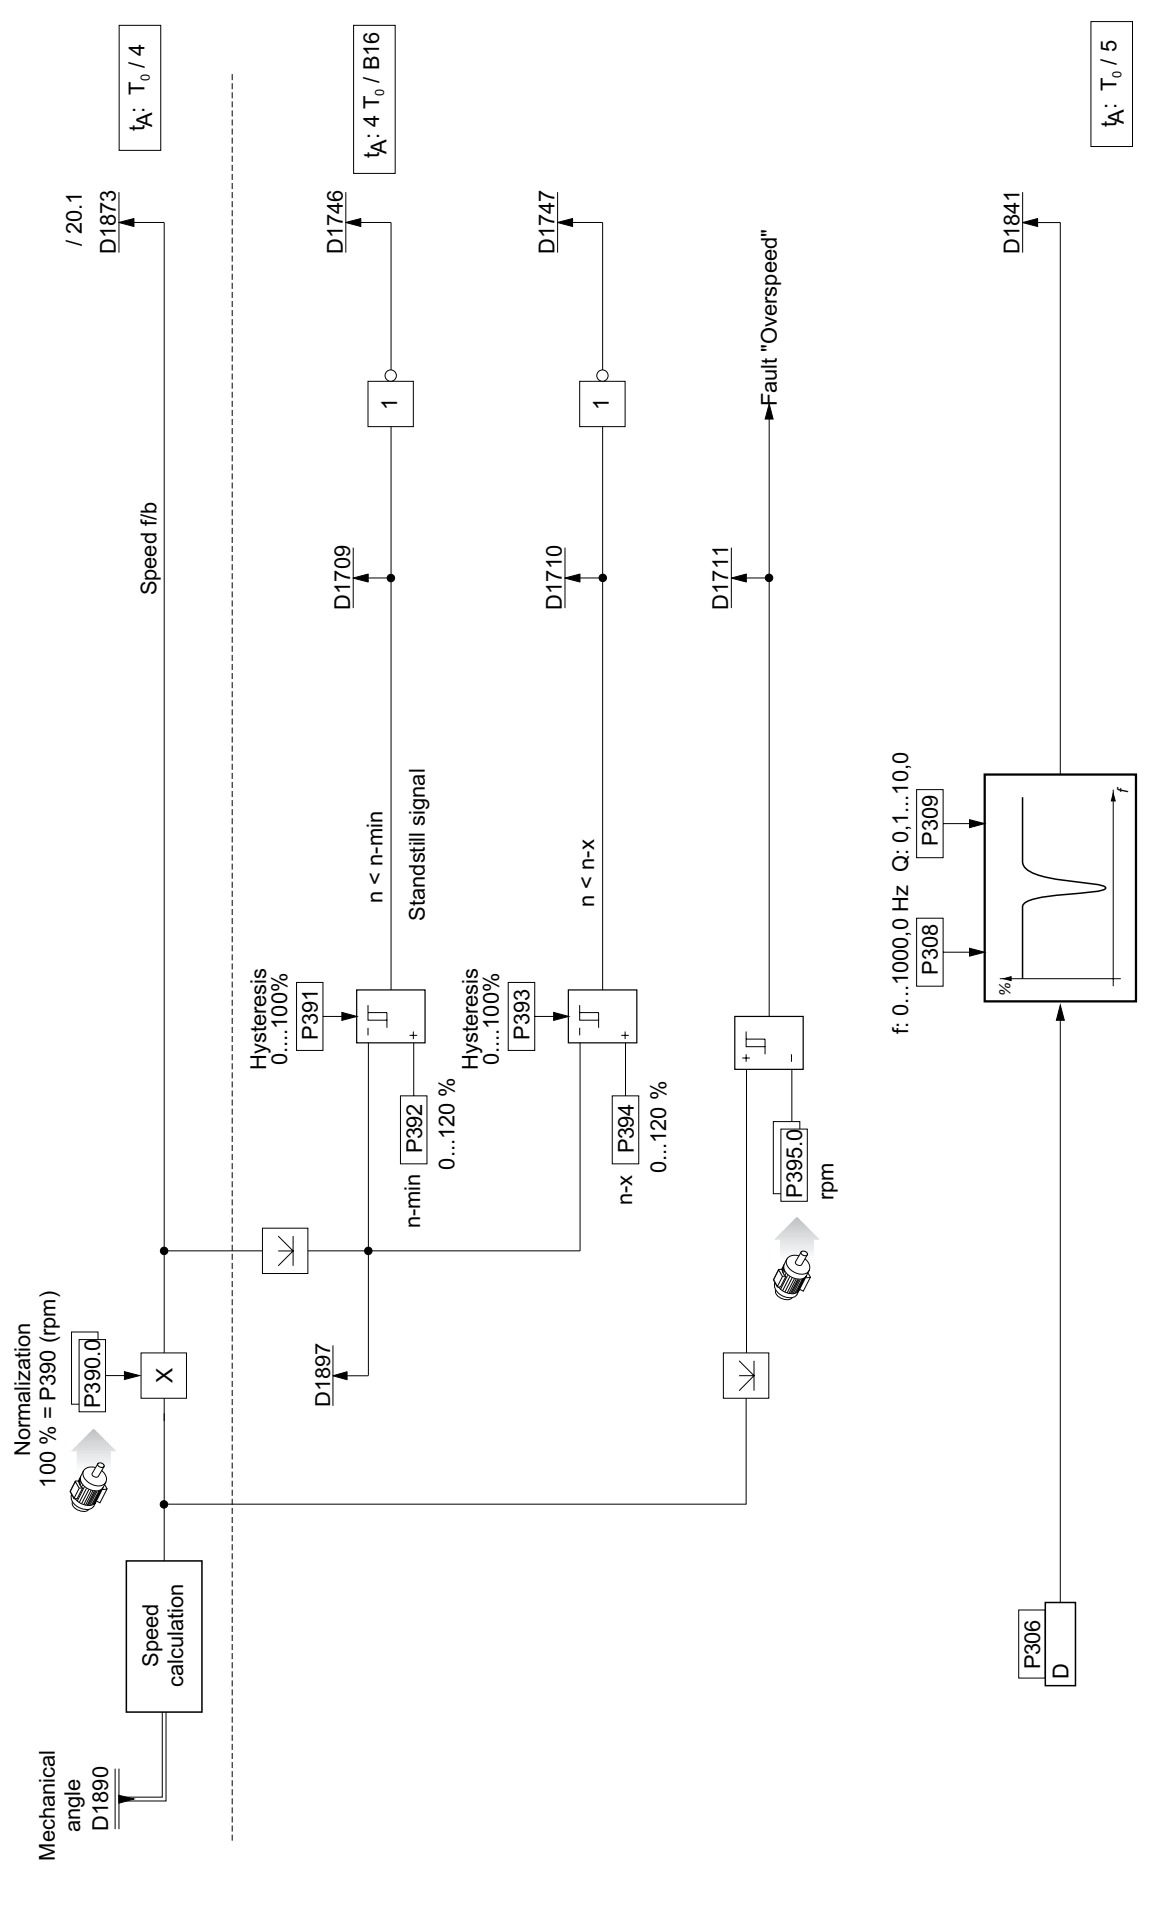 Mechanical
angle
D1890
Speed
calculation
Normalization
100 % = P390 (rpm)
P390.0
X
Speed f/b
/ 20.1
D1873
tA: T0 / 4
D1897
Hysteresis
0....100%
P391
-
+
n-min
P392
0...120 %
n < n-min
Standstill signal
D1709
1
D1746
tA: 4 T0 / B16
Hysteresis
0....100%
P393
-
+
n-x
P394
0...120 %
n < n-x
D1710
1
D1747
+
-
P395.0
rpm
D1711
Fault "Overspeed"
P306
D
f: 0...1000,0 Hz Q: 0,1...10,0
P308
P309
%
f
D1841
tA: T0 / 5